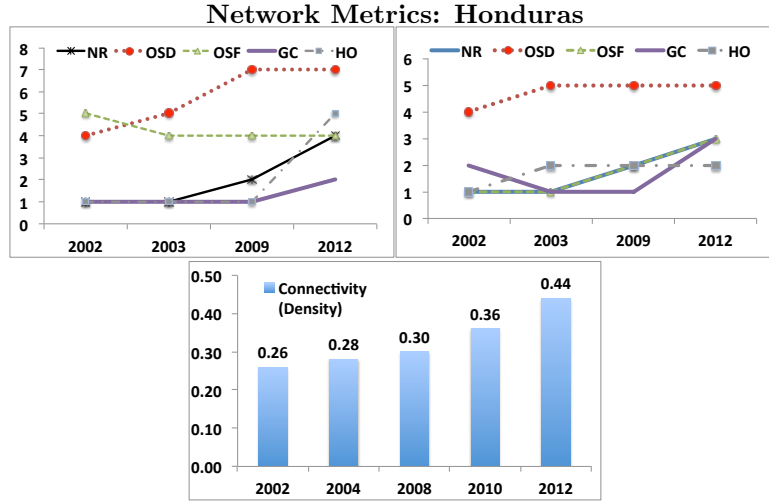 Network Metrics: Honduras
NR OSD OSF GC HO
8
7
6
5
4
3
2
1
0
2002 2003 2009 2012
NR OSD OSF GC HO
6
5
4
3
2
1
0
2002 2003 2009 2012
Connectivity
(Density)
0.50
0.40
0.30
0.20
0.10
0.00
0.26 0.28 0.30 0.36 0.44
2002 2004 2008 2010 2012